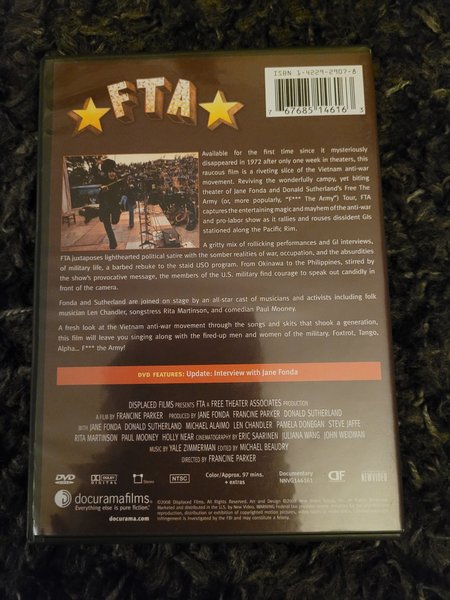 ISBN 1-4229-2907-8
7 67685 14616 3
FTA
Available for the first time since it mysteriously
disappeared in 1972 after only one week in theaters, this
raucous film is a riveting slice of the Vietnam anti-war
movement. Reviving the wonderfully campy, yet biting
theater of Jane Fonda and Donald Sutherland's Free The
Army (or, more popularly, "F*** The Army") Tour, FTA
captures the entertaining magic and mayhem of the anti-war
and pro-labor show as it rallies and rouses dissident GIs
stationed along the Pacific Rim.
A gritty mix of rollicking performances and GI interviews,
FTA juxtaposes lighthearted political satire with the somber realities of war, occupation, and the absurdities
of military life, a barbed rebuke to the staid USO program. From Okinawa to the Philippines, stirred by
the show's provocative message, the members of the U.S. military find courage to speak out candidly in
front of the camera.
Fonda and Sutherland are joined on stage by an all-star cast of musicians and activists including folk
musician Len Chandler, songstress Rita Martinson, and comedian Paul Mooney.
A fresh look at the Vietnam anti-war movement through the songs and skits that shook a generation,
this film will leave you singing along with the fired-up men and women of the military. Foxtrot, Tango,
Alpha... F*** the Army!
DVD FEATURES: Update: Interview with Jane Fonda
DISPLACED FILMS PRESENTS FTA A FREE THEATER ASSOCIATES PRODUCTION
A FILM BY FRANCINE PARKER PRODUCED BY JANE FONDA FRANCINE PARKER DONALD SUTHERLAND
WITH JANE FONDA DONALD SUTHERLAND MICHAEL ALAIMO LEN CHANDLER PAMELA DONEGAN STEVE JAFFE
RITA MARTINSON PAUL MOONEY HOLLY NEAR CINEMATOGRAPHY BY ERIC SAARINEN JULIANA WANG JOHN WEIDMAN
MUSIC BY YALE ZIMMERMAN EDITED BY MICHAEL BEAUDRY
DIRECTED BY FRANCINE PARKER
DVD VIDEO
DOLBY DIGITAL
Stereo
NTSC
Color/Approx. 97 mins.
+ extras
Documentary
NNVG146161
DF
NEWVIDEO
docuramafilms
Everything else is pure fiction.
docurama.com